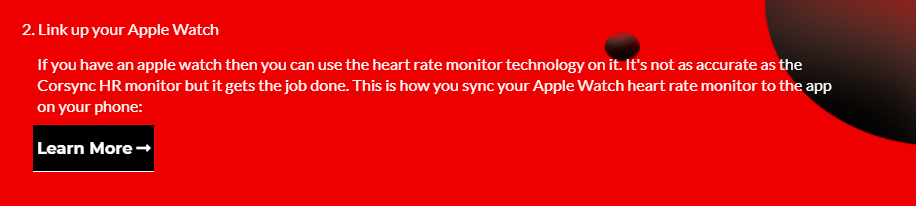 2. Link up your Apple Watch
If you have an apple watch then you can use the heart rate monitor technology on it. It's not as accurate as the
Corsync HR monitor but it gets the job done. This is how you sync your Apple Watch heart rate monitor to the app
on your phone:
Learn More →